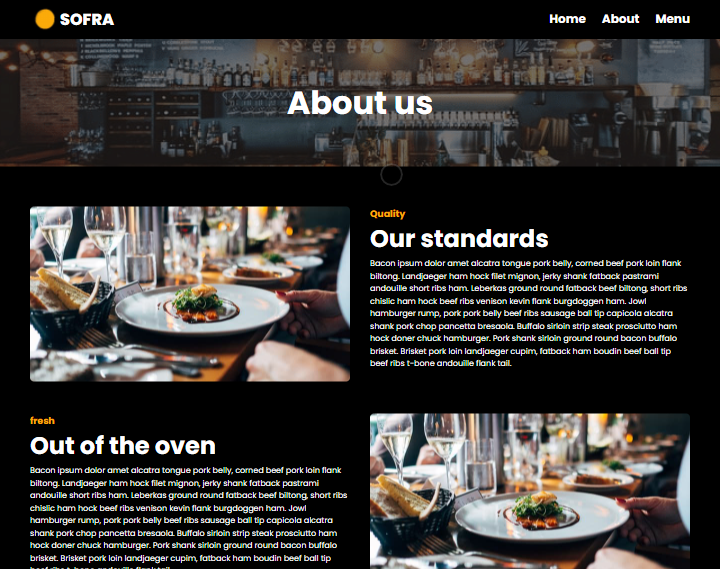 SOFRA
Home About Menu
About us
Quality
Our standards
Bacon ipsum dolor amet alcatra tongue pork belly, corned beef pork loin flank
biltong. Landjaeger ham hock filet mignon, jerky shank fatback pastrami
andouille short ribs ham. Leberkas ground round fatback beef biltong, short ribs
chislic ham hock beef ribs venison kevin flank burgdoggen ham. Jowl
hamburger rump, pork pork belly beef ribs sausage ball tip capicola alcatra
shank pork chop pancetta bresaola. Buffalo sirloin strip steak prosciutto ham
hock doner chuck hamburger. Pork shank sirloin ground round bacon buffalo
brisket. Brisket pork loin landjaeger cupim, fatback ham boudin beef ball tip
beef ribs t-bone andouille flank tail.
fresh
Out of the oven
Bacon ipsum dolor amet alcatra tongue pork belly, corned beef pork loin flank
biltong. Landjaeger ham hock filet mignon, jerky shank fatback pastrami
andouille short ribs ham. Leberkas ground round fatback beef biltong, short ribs
chislic ham hock beef ribs venison kevin flank burgdoggen ham. Jowl
hamburger rump, pork pork belly beef ribs sausage ball tip capicola alcatra
shank pork chop pancetta bresaola. Buffalo sirloin strip steak prosciutto ham
hock doner chuck hamburger. Pork shank sirloin ground round bacon buffalo
brisket. Brisket pork loin landjaeger cupim, fatback ham boudin beef ball tip